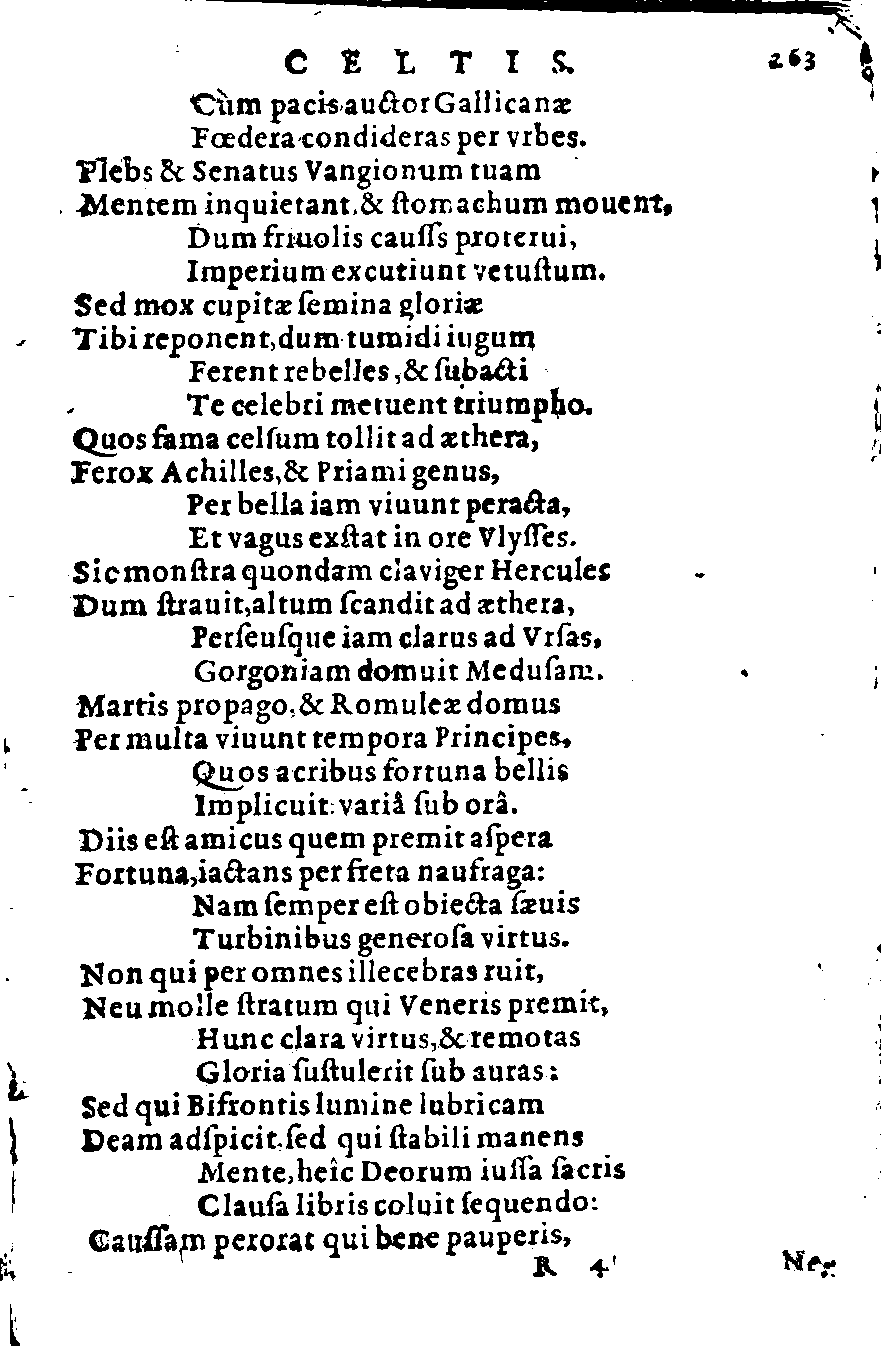 CELTIS. 263
Cùm pacis auctor Gallicanæ
Fœdera condideras per vrbes.
Plebs & Senatus Vangionum tuam
Mentem inquietant, & ſtomachum mouent,
Dum friuolis cauſſs proterui,
Imperium excutiunt vetuſtum.
Sed mox cupitæ ſemina gloriæ
Tibi reponent, dum tumidi iugum
Ferent rebelles, & ſubacti
Te celebri metuent triumpho.
Quos fama celſum tollit ad æthera,
Ferox Achilles, & Priami genus,
Per bella iam viuunt peracta,
Et vagus exſtat in ore Vlyſſes.
Sic monſtra quondam claviger Hercules
Dum ſtrauit, altum ſcandit ad æthera,
Perſeuſque iam clarus ad Vrſas,
Gorgoniam domuit Meduſam.
Martis propago, & Romuleæ domus
Per multa viuunt tempora Principes,
Quos acribus fortuna bellis
Implicuit variâ ſub orâ.
Diis eſt amicus quem premit aſpera
Fortuna, iactans per freta naufraga:
Nam ſemper eſt obiecta ſæuis
Turbinibus generoſa virtus.
Non qui per omnes illecebras ruit,
Neu molle ſtratum qui Veneris premit,
Hunc clara virtus, & remotas
Gloria ſuſtulerit ſub auras:
Sed qui Bifrontis lumine lubricam
Deam adſpicit, ſed qui ſtabili manens
Mente, heîc Deorum iuſſa ſacris
Clauſa libris coluit ſequendo:
Cauſſam perorat qui bene pauperis,
R 4